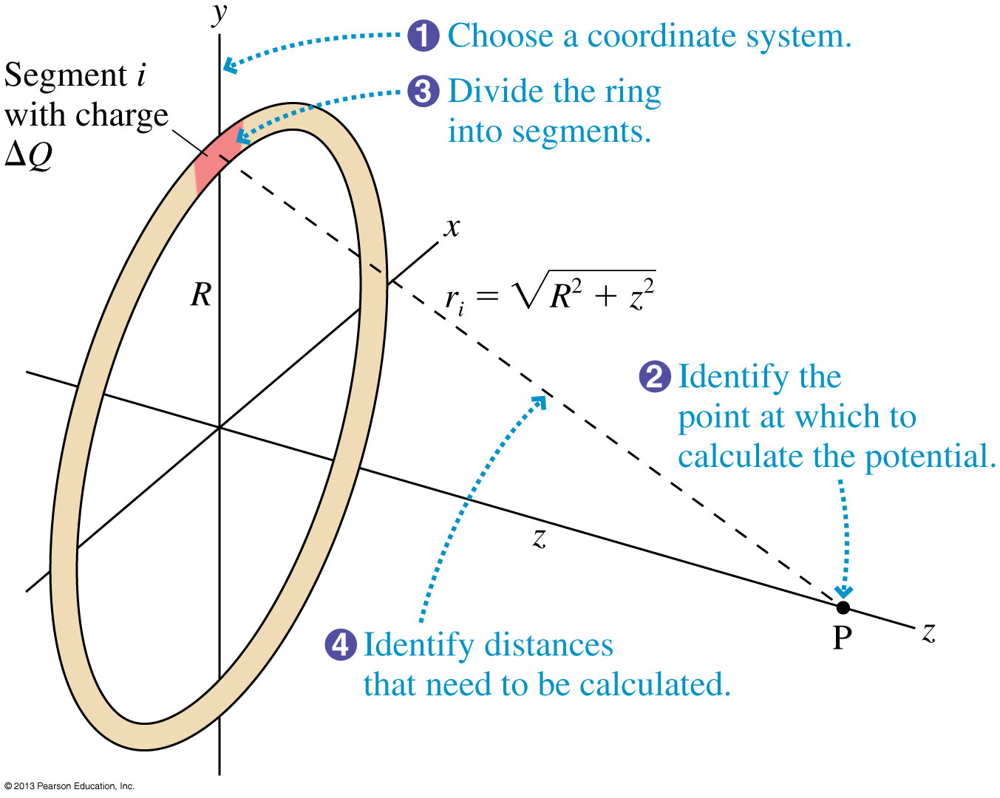 y
1 Choose a coordinate system.
Segment i
with charge
ΔQ
3 Divide the ring
into segments.
x
R
rᵢ = √R² + z²
2 Identify the
point at which to
calculate the potential.
z
P
z
4 Identify distances
that need to be calculated.
© 2013 Pearson Education, Inc.